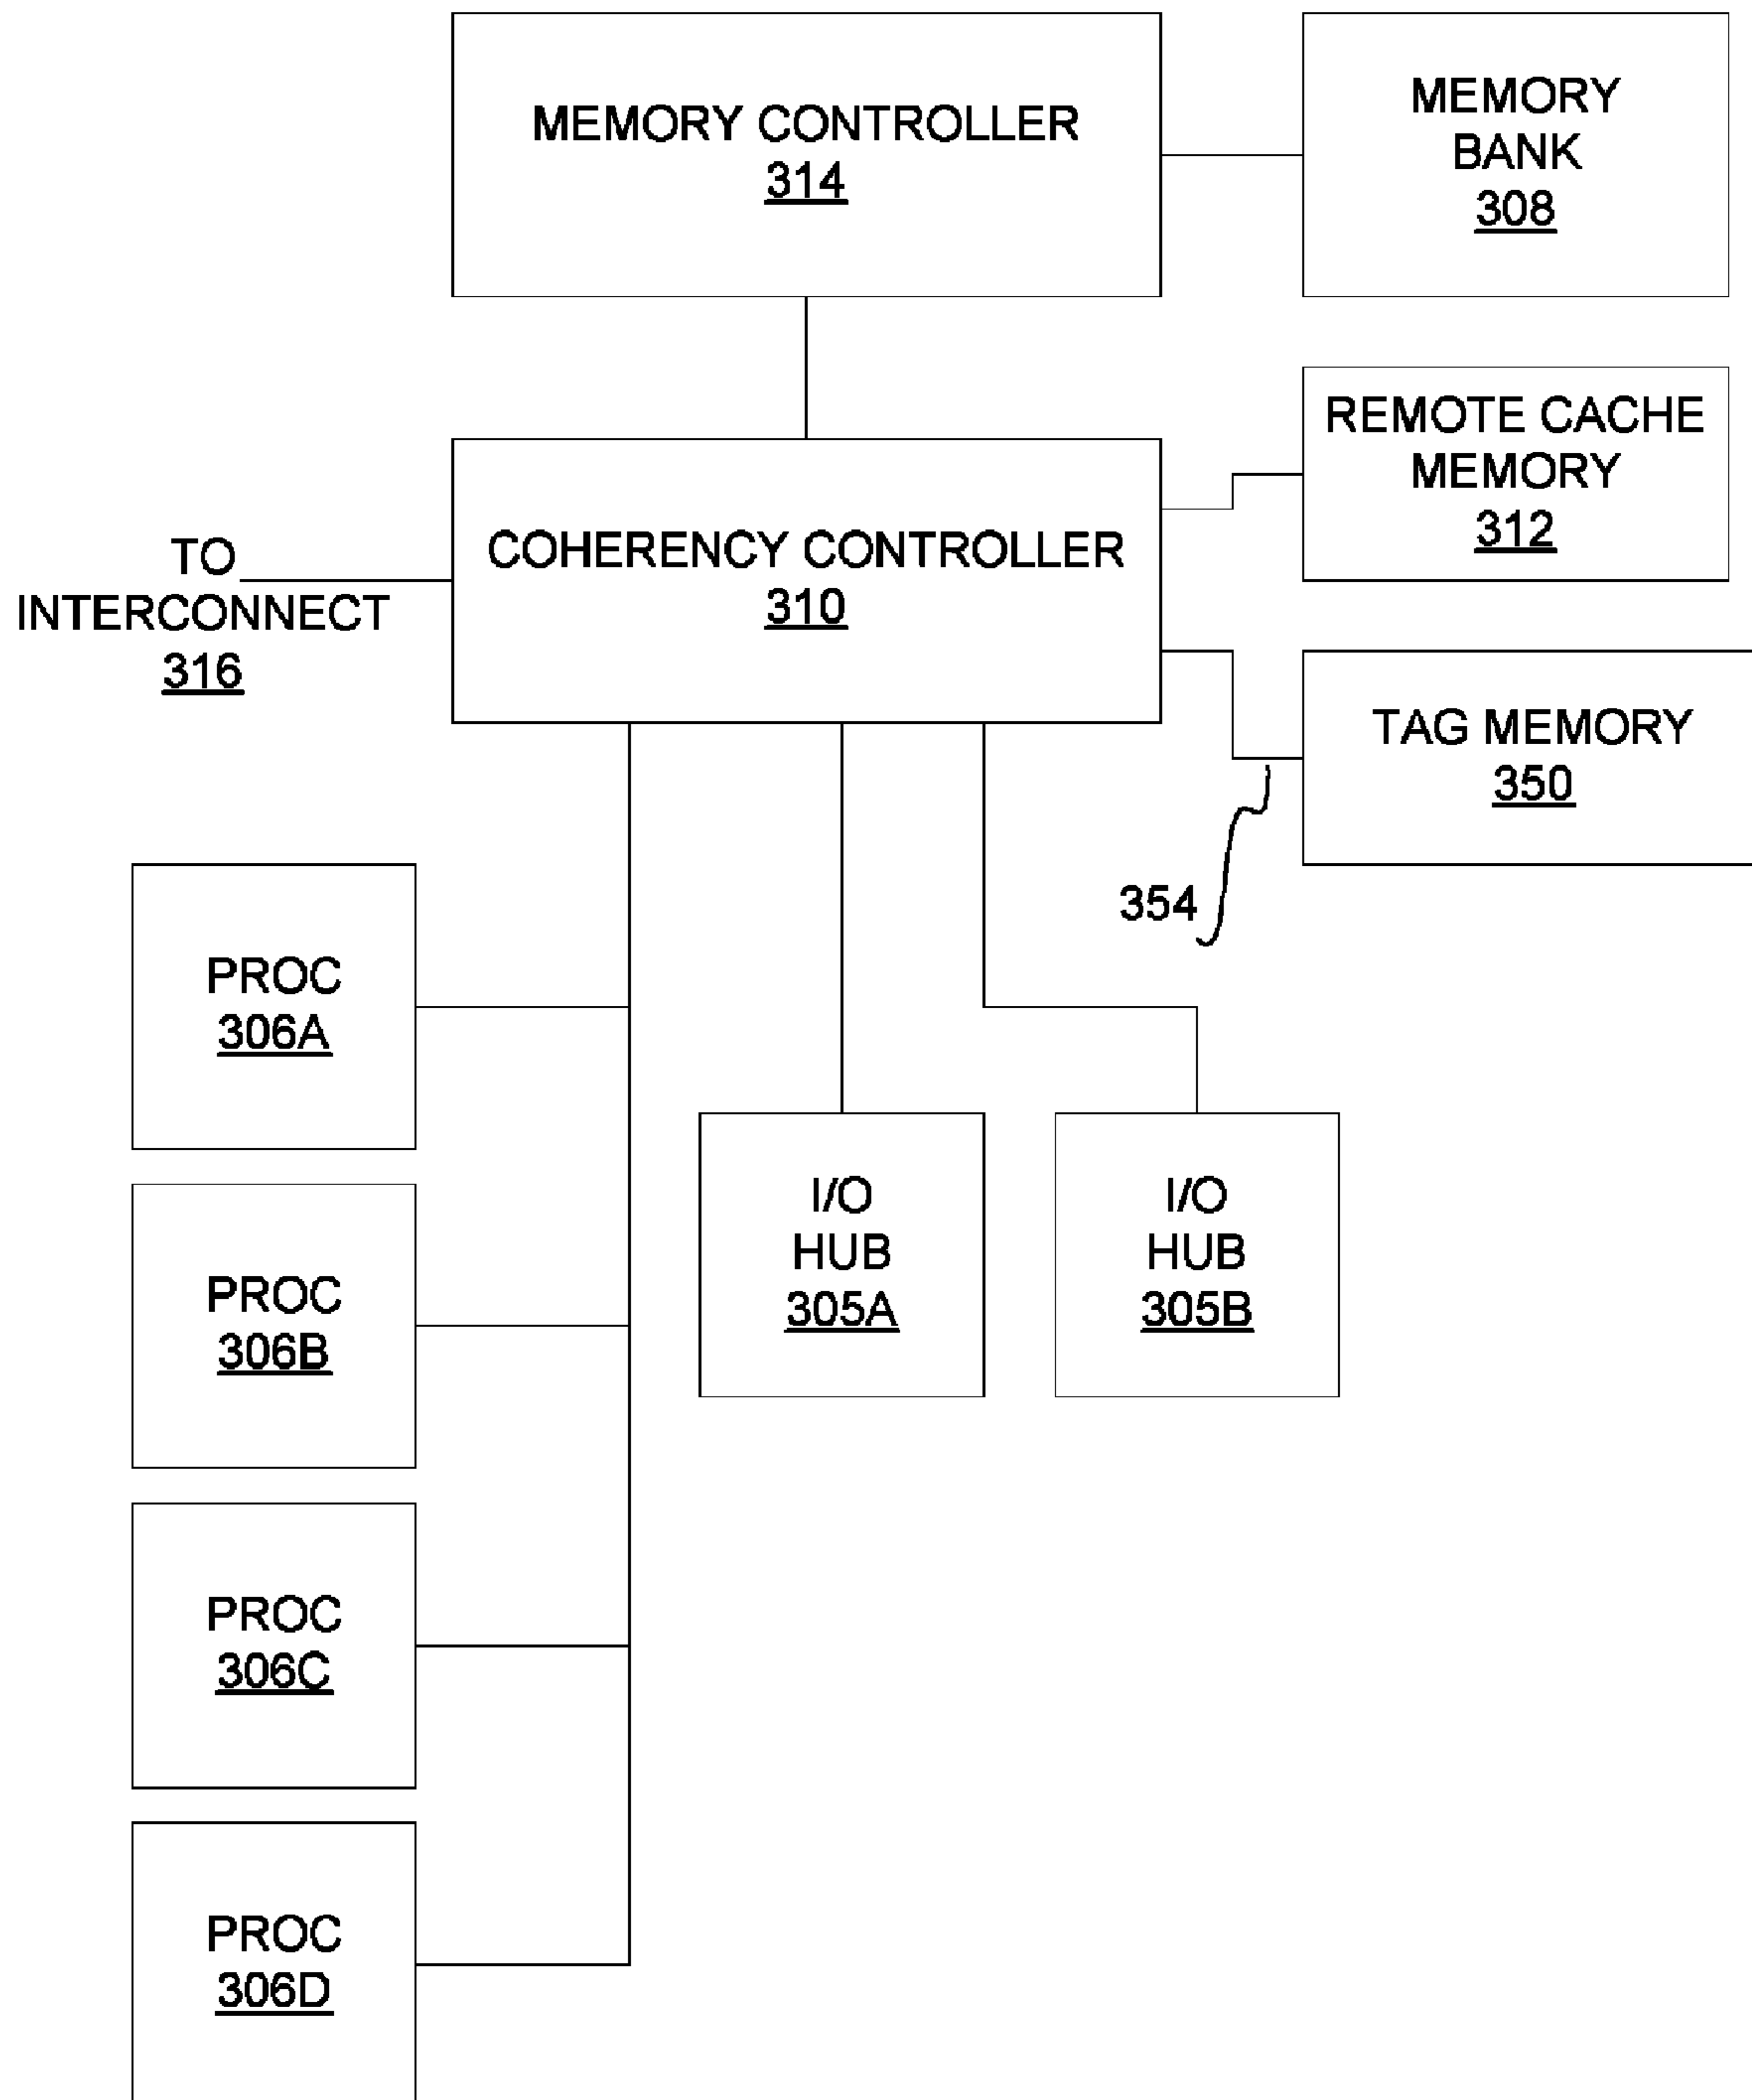 MEMORY CONTROLLER
314
MEMORY
BANK
308
REMOTE CACHE
MEMORY
312
TO
INTERCONNECT
316
COHERENCY CONTROLLER
310
TAG MEMORY
350
354
PROC
306A
PROC
306B
PROC
306C
PROC
306D
I/O
HUB
305A
I/O
HUB
305B